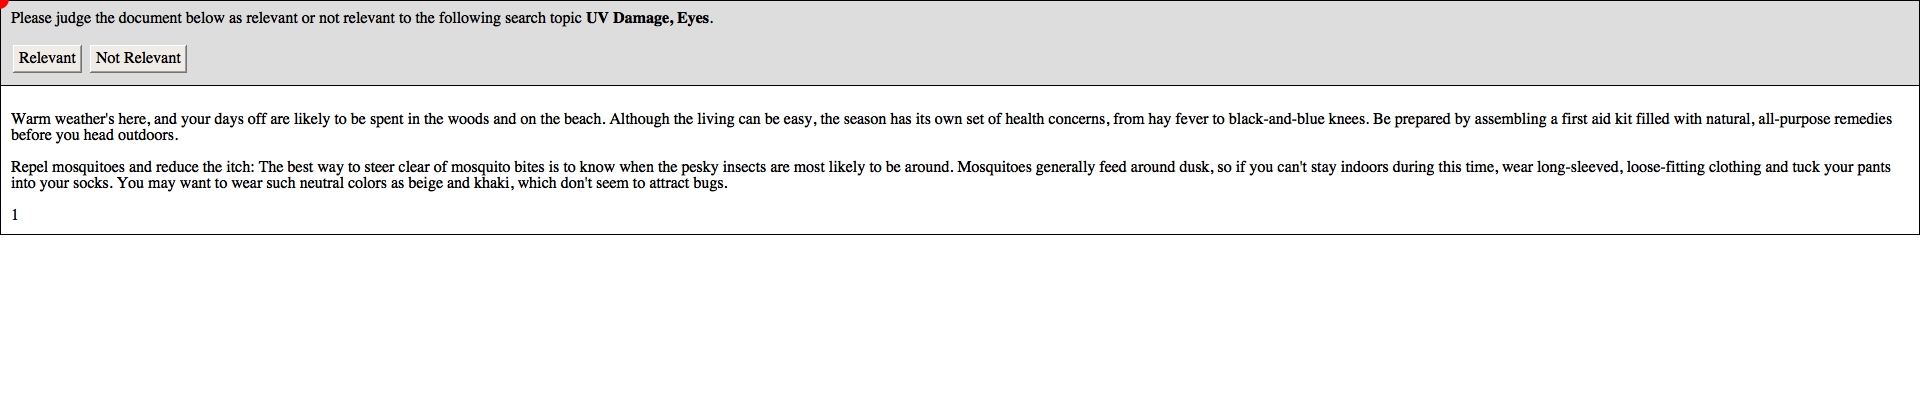 Please judge the document below as relevant or not relevant to the following search topic UV Damage, Eyes.
Relevant Not Relevant
Warm weather's here, and your days off are likely to be spent in the woods and on the beach. Although the living can be easy, the season has its own set of health concerns, from hay fever to black-and-blue knees. Be prepared by assembling a first aid kit filled with natural, all-purpose remedies
before you head outdoors.
Repel mosquitoes and reduce the itch: The best way to steer clear of mosquito bites is to know when the pesky insects are most likely to be around. Mosquitoes generally feed around dusk, so if you can't stay indoors during this time, wear long-sleeved, loose-fitting clothing and tuck your pants
into your socks. You may want to wear such neutral colors as beige and khaki, which don't seem to attract bugs.
1